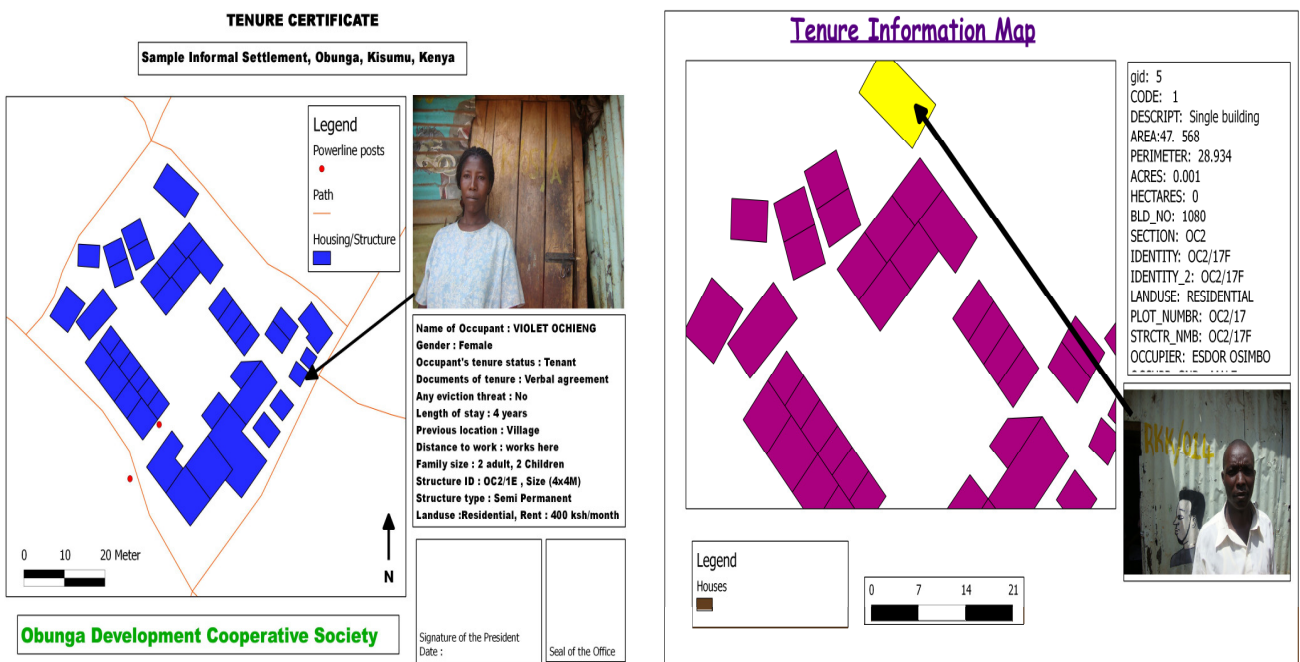 TENURE CERTIFICATE
Sample Informal Settlement, Obunga, Kisumu, Kenya
Legend
Powerline posts
Path
Housing/Structure
Name of Occupant : VIOLET OCHIENG
Gender : Female
Occupant's tenure status : Tenant
Documents of tenure : Verbal agreement
Any eviction threat : No
Length of stay : 4 years
Previous location : Village
Distance to work : works here
Family size : 2 adult, 2 Children
Structure ID : OC2/1E , Size (4x4M)
Structure type : Semi Permanent
Landuse :Residential, Rent : 400 ksh/month
0 10 20 Meter
N
Obunga Development Cooperative Society
Signature of the President
Date :
Seal of the Office
Tenure Information Map
gid: 5
CODE: 1
DESCRIPT: Single building
AREA:47. 568
PERIMETER: 28.934
ACRES: 0.001
HECTARES: 0
BLD_NO: 1080
SECTION: OC2
IDENTITY: OC2/17F
IDENTITY_2: OC2/17F
LANDUSE: RESIDENTIAL
PLOT_NUMBR: OC2/17
STRCTR_NMB: OC2/17F
OCCUPIER: ESDOR OSIMBO
RKK/014
Legend
Houses
0 7 14 21